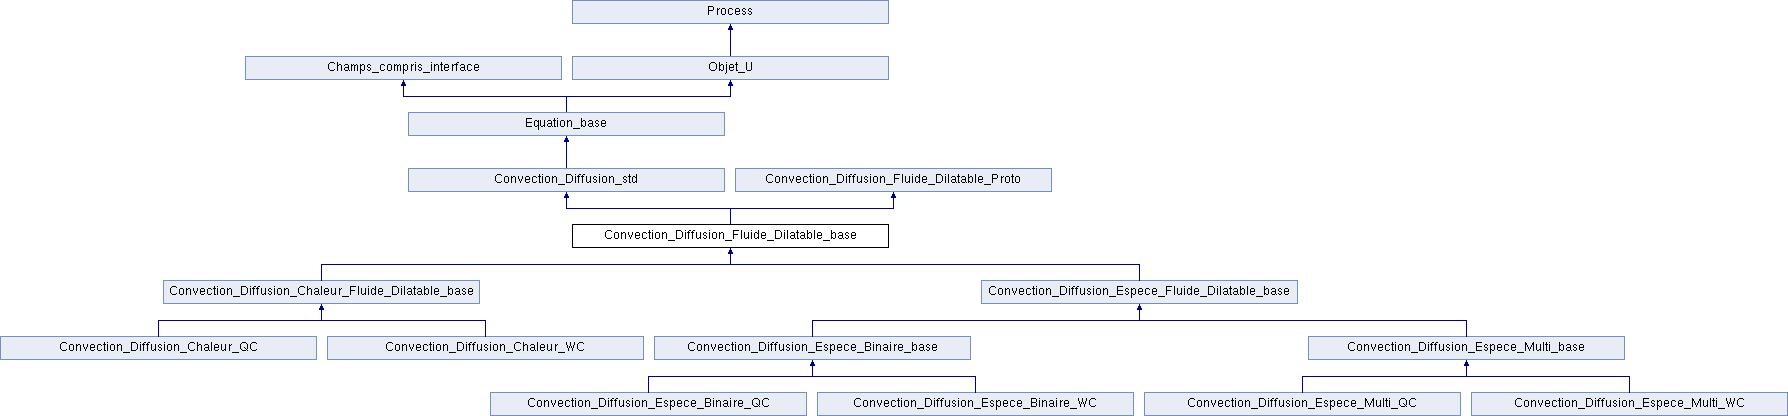 Process
Champs_compris_interface
Objet_U
Equation_base
Convection_Diffusion_std
Convection_Diffusion_Fluide_Dilatable_Proto
Convection_Diffusion_Fluide_Dilatable_base
Convection_Diffusion_Chaleur_Fluide_Dilatable_base
Convection_Diffusion_Espece_Fluide_Dilatable_base
Convection_Diffusion_Chaleur_QC
Convection_Diffusion_Chaleur_WC
Convection_Diffusion_Espece_Binaire_base
Convection_Diffusion_Espece_Multi_base
Convection_Diffusion_Espece_Binaire_QC
Convection_Diffusion_Espece_Binaire_WC
Convection_Diffusion_Espece_Multi_QC
Convection_Diffusion_Espece_Multi_WC